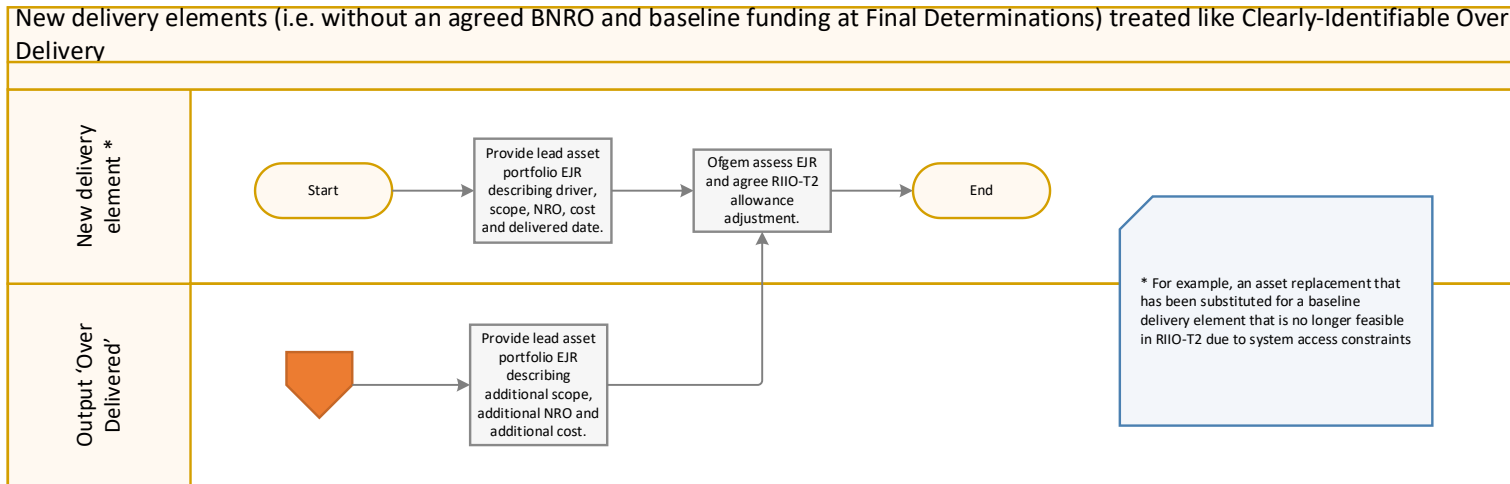 New delivery elements (i.e. without an agreed BNRO and baseline funding at Final Determinations) treated like Clearly-Identifiable Over
Delivery
New delivery
element *
Start
Provide lead asset
portfolio EJR
describing driver,
scope, NRO, cost
and delivered date.
Ofgem assess EJR
and agree RIIO-T2
allowance
adjustment.
End
* For example, an asset replacement that
has been substituted for a baseline
delivery element that is no longer feasible
in RIIO-T2 due to system access constraints
Output ‘Over
Delivered’
Provide lead asset
portfolio EJR
describing
additional scope,
additional NRO and
additional cost.